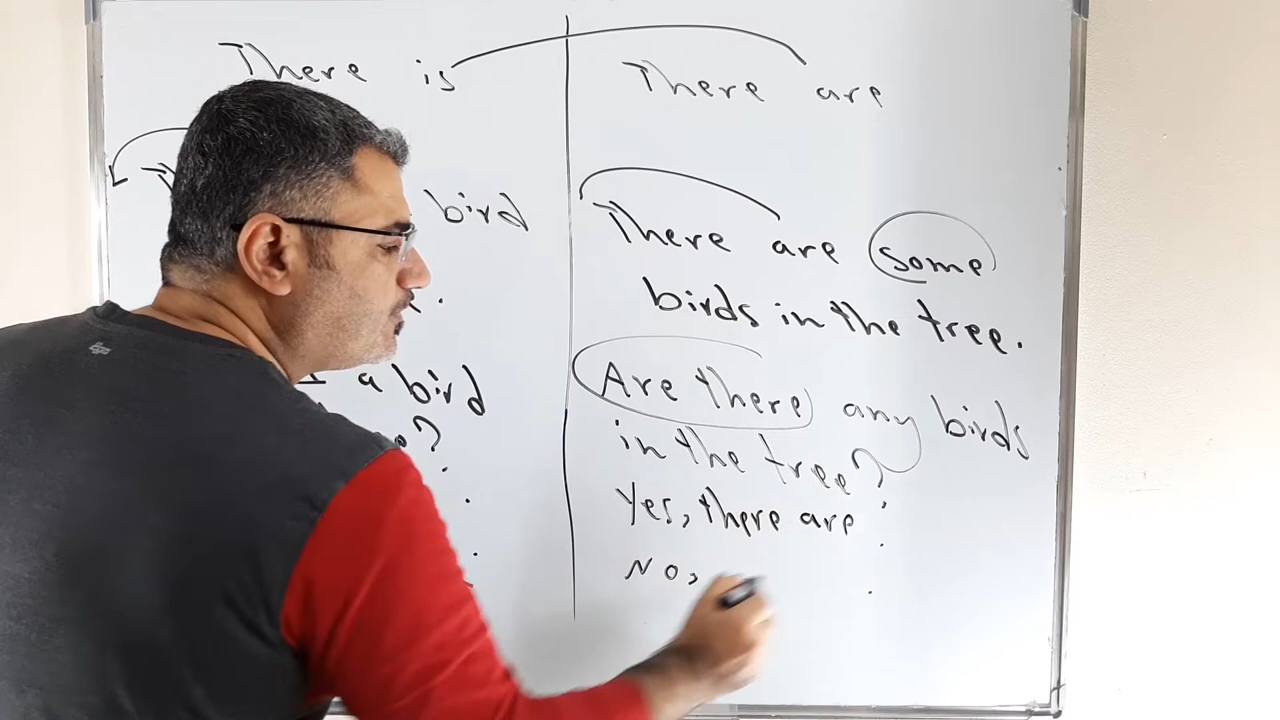 There is
There are
bird
There are some
birds in the tree.
a bird
?
Are there any birds
in the tree?
Yes, there are
No,